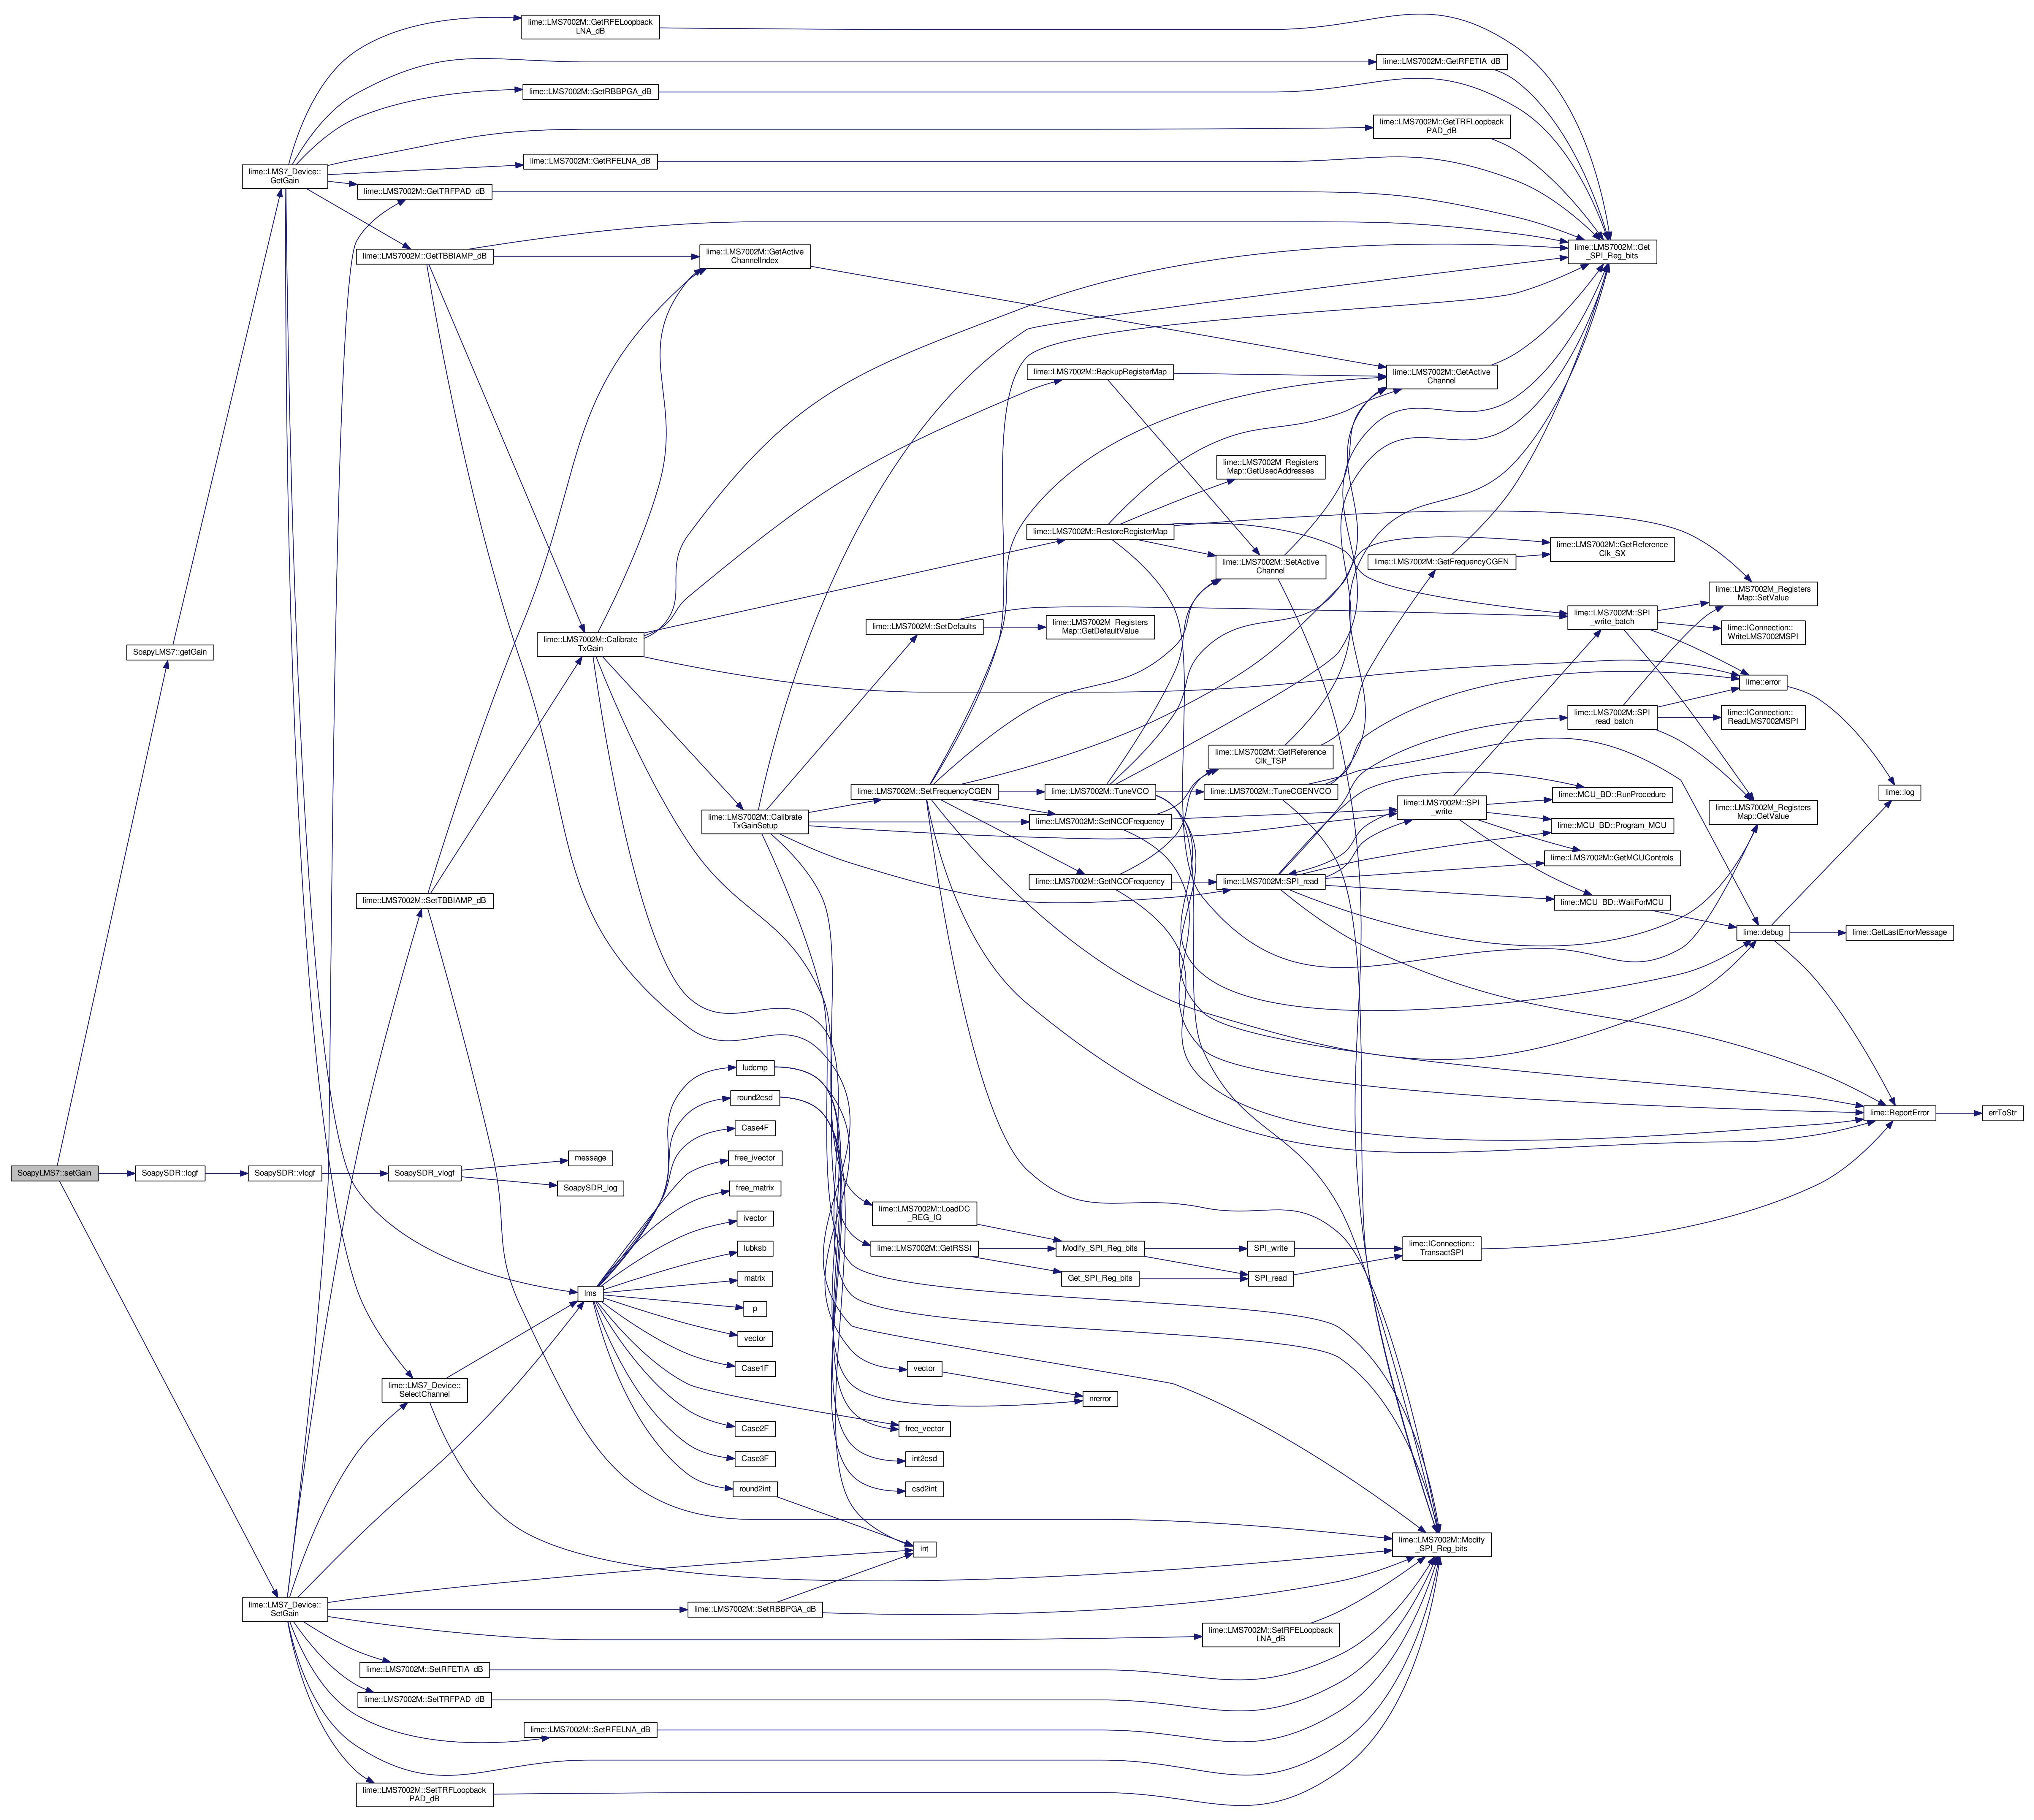 lime::LMS7002M::GetRFELoopback
LNA_dB
lime::LMS7002M::GetRFETIA_dB
lime::LMS7002M::GetRBBPGA_dB
lime::LMS7002M::GetTRFLoopback
PAD_dB
lime::LMS7_Device::
GetGain
lime::LMS7002M::GetRFELNA_dB
lime::LMS7002M::GetTRFPAD_dB
lime::LMS7002M::GetTBBIAMP_dB
lime::LMS7002M::GetActive
ChannelIndex
lime::LMS7002M::Get
_SPI_Reg_bits
lime::LMS7002M::BackupRegisterMap
lime::LMS7002M::GetActive
Channel
lime::LMS7002M_Registers
Map::GetUsedAddresses
lime::LMS7002M::RestoreRegisterMap
lime::LMS7002M::GetReference
Clk_SX
lime::LMS7002M::SetActive
Channel
lime::LMS7002M::GetFrequencyCGEN
lime::LMS7002M_Registers
Map::SetValue
lime::LMS7002M::SPI
_write_batch
lime::LMS7002M::SetDefaults
lime::LMS7002M_Registers
Map::GetDefaultValue
lime::IConnection::
WriteLMS7002MSPI
SoapyLMS7::getGain
lime::LMS7002M::Calibrate
TxGain
lime::error
lime::LMS7002M::SPI
_read_batch
lime::IConnection::
ReadLMS7002MSPI
lime::LMS7002M::GetReference
Clk_TSP
lime::LMS7002M::SetFrequencyCGEN
lime::LMS7002M::TuneVCO
lime::LMS7002M::TuneCGENVCO
lime::MCU_BD::RunProcedure
lime::log
lime::LMS7002M::Calibrate
TxGainSetup
lime::LMS7002M::SetNCOFrequency
lime::LMS7002M::SPI
_write
lime::MCU_BD::Program_MCU
lime::LMS7002M_Registers
Map::GetValue
lime::LMS7002M::GetMCUControls
lime::LMS7002M::GetNCOFrequency
lime::LMS7002M::SPI_read
lime::LMS7002M::SetTBBIAMP_dB
lime::MCU_BD::WaitForMCU
lime::debug
lime::GetLastErrorMessage
ludcmp
round2csd
lime::ReportError
errToStr
Case4F
message
free_ivector
SoapyLMS7::setGain
SoapySDR::logf
SoapySDR::vlogf
SoapySDR_vlogf
SoapySDR_log
free_matrix
ivector
lime::LMS7002M::LoadDC
_REG_IQ
lubksb
lime::LMS7002M::GetRSSI
Modify_SPI_Reg_bits
SPI_write
lime::IConnection::
TransactSPI
matrix
Get_SPI_Reg_bits
SPI_read
lms
p
vector
Case1F
vector
lime::LMS7_Device::
SelectChannel
nrerror
Case2F
free_vector
Case3F
int2csd
round2int
csd2int
int
lime::LMS7002M::Modify
_SPI_Reg_bits
lime::LMS7_Device::
SetGain
lime::LMS7002M::SetRBBPGA_dB
lime::LMS7002M::SetRFELoopback
LNA_dB
lime::LMS7002M::SetRFETIA_dB
lime::LMS7002M::SetTRFPAD_dB
lime::LMS7002M::SetRFELNA_dB
lime::LMS7002M::SetTRFLoopback
PAD_dB